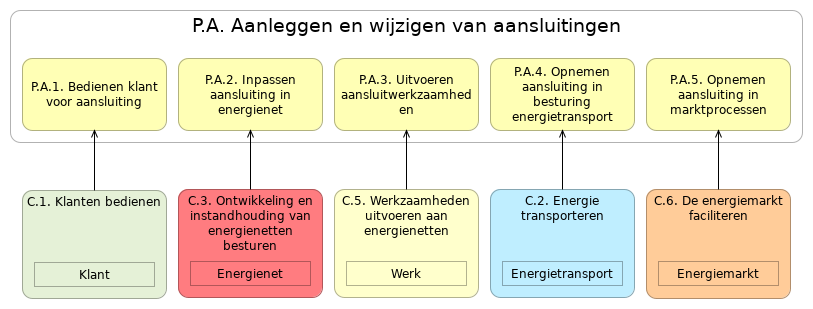 P.A. Aanleggen en wijzigen van aansluitingen
P.A.1. Bedienen klant
voor aansluiting
P.A.2. Inpassen
aansluiting in
energienet
P.A.3. Uitvoeren
aansluitwerkzaamhed
en
P.A.4. Opnemen
aansluiting in
besturing
energietransport
P.A.5. Opnemen
aansluiting in
marktprocessen
C.1. Klanten bedienen
Klant
C.3. Ontwikkeling en
instandhouding van
energienetten
besturen
Energienet
C.5. Werkzaamheden
uitvoeren aan
energienetten
Werk
C.2. Energie
transporteren
Energietransport
C.6. De energiemarkt
faciliteren
Energiemarkt